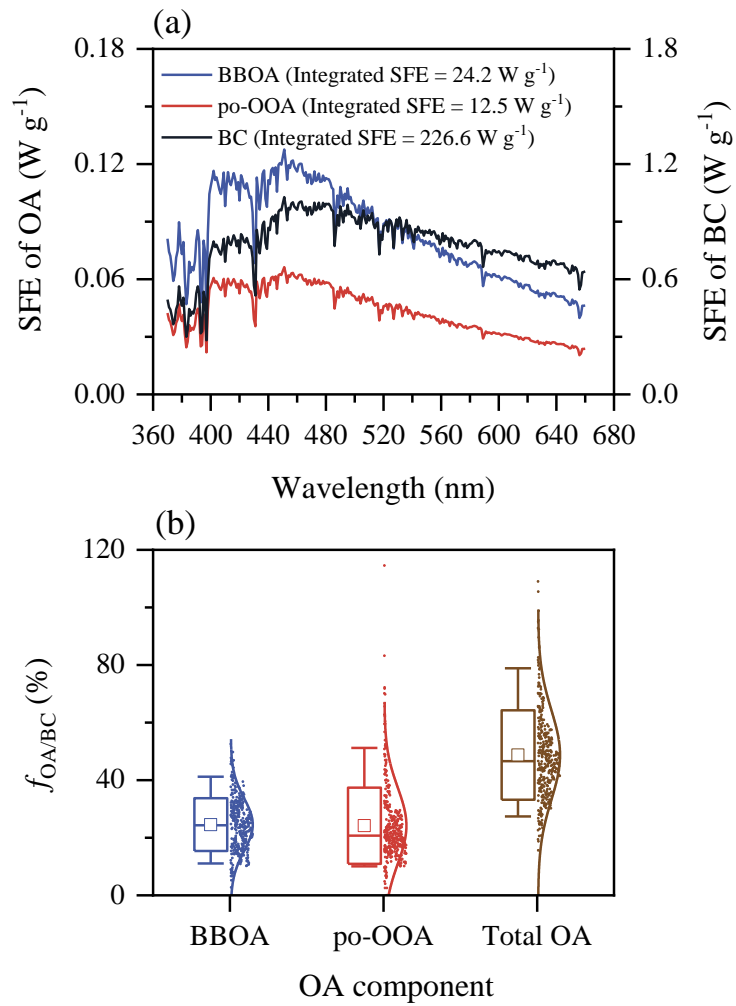 (a)
0.18
0.12
0.06
0.00
SFE of OA (W g⁻¹)
BBOA (Integrated SFE = 24.2 W g⁻¹)
po-OOA (Integrated SFE = 12.5 W g⁻¹)
BC (Integrated SFE = 226.6 W g⁻¹)
1.8
1.2
0.6
0.0
SFE of BC (W g⁻¹)
360 400 440 480 520 560 600 640 680
Wavelength (nm)
(b)
120
80
40
0
f OA/BC (%)
BBOA po-OOA Total OA
OA component